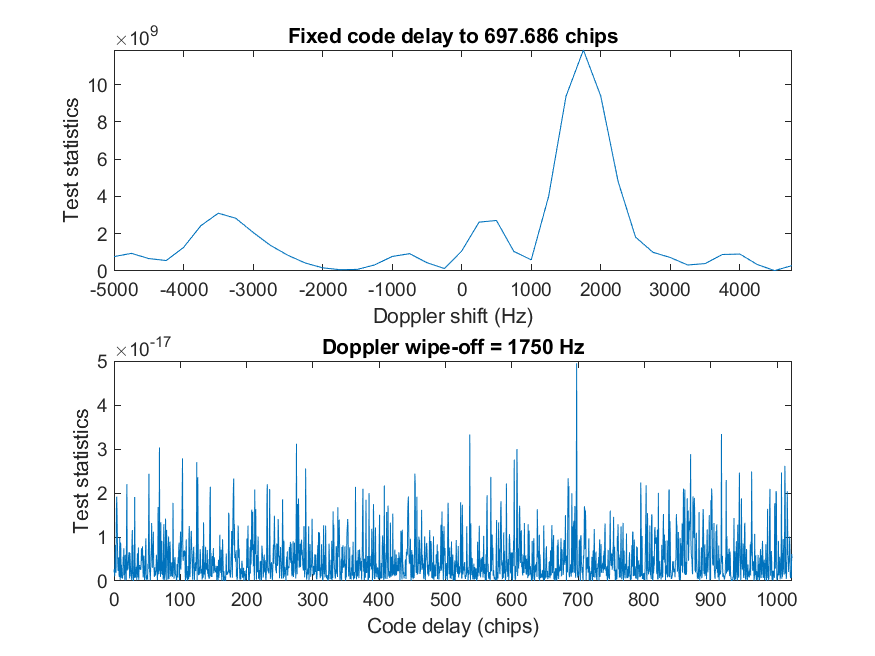 ×10^9
Fixed code delay to 697.686 chips
10
8
6
4
2
0
Test statistics
-5000 -4000 -3000 -2000 -1000 0 1000 2000 3000 4000
Doppler shift (Hz)
×10^-17
Doppler wipe-off = 1750 Hz
5
4
3
2
1
0
Test statistics
0 100 200 300 400 500 600 700 800 900 1000
Code delay (chips)